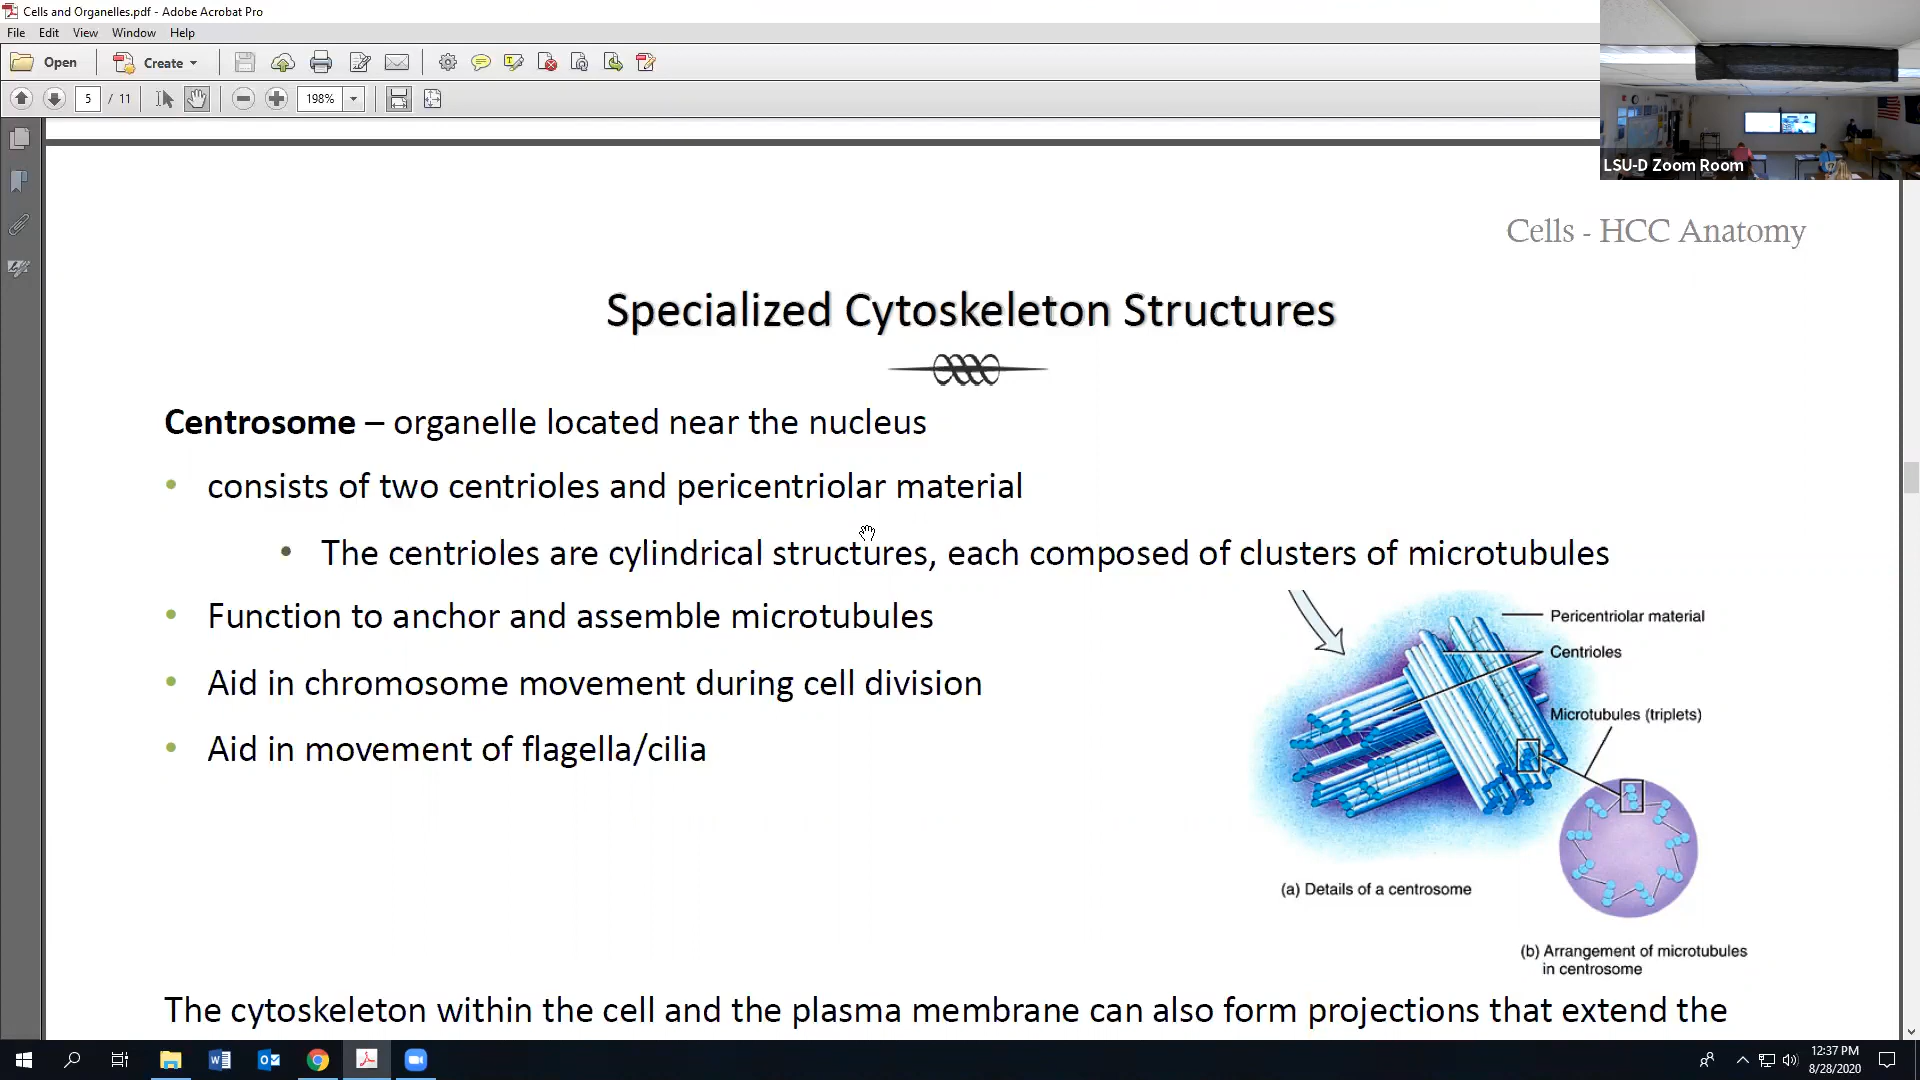 Cells and Organelles.pdf - Adobe Acrobat Pro
File Edit View Window Help
Open Create
5 / 11 198%
LSU-D Zoom Room
Cells - HCC Anatomy
Specialized Cytoskeleton Structures
Centrosome – organelle located near the nucleus
• consists of two centrioles and pericentriolar material
• The centrioles are cylindrical structures, each composed of clusters of microtubules
• Function to anchor and assemble microtubules
• Aid in chromosome movement during cell division
• Aid in movement of flagella/cilia
Pericentriolar material
Centrioles
Microtubules (triplets)
(a) Details of a centrosome
(b) Arrangement of microtubules
in centrosome
The cytoskeleton within the cell and the plasma membrane can also form projections that extend the
12:37 PM
8/28/2020